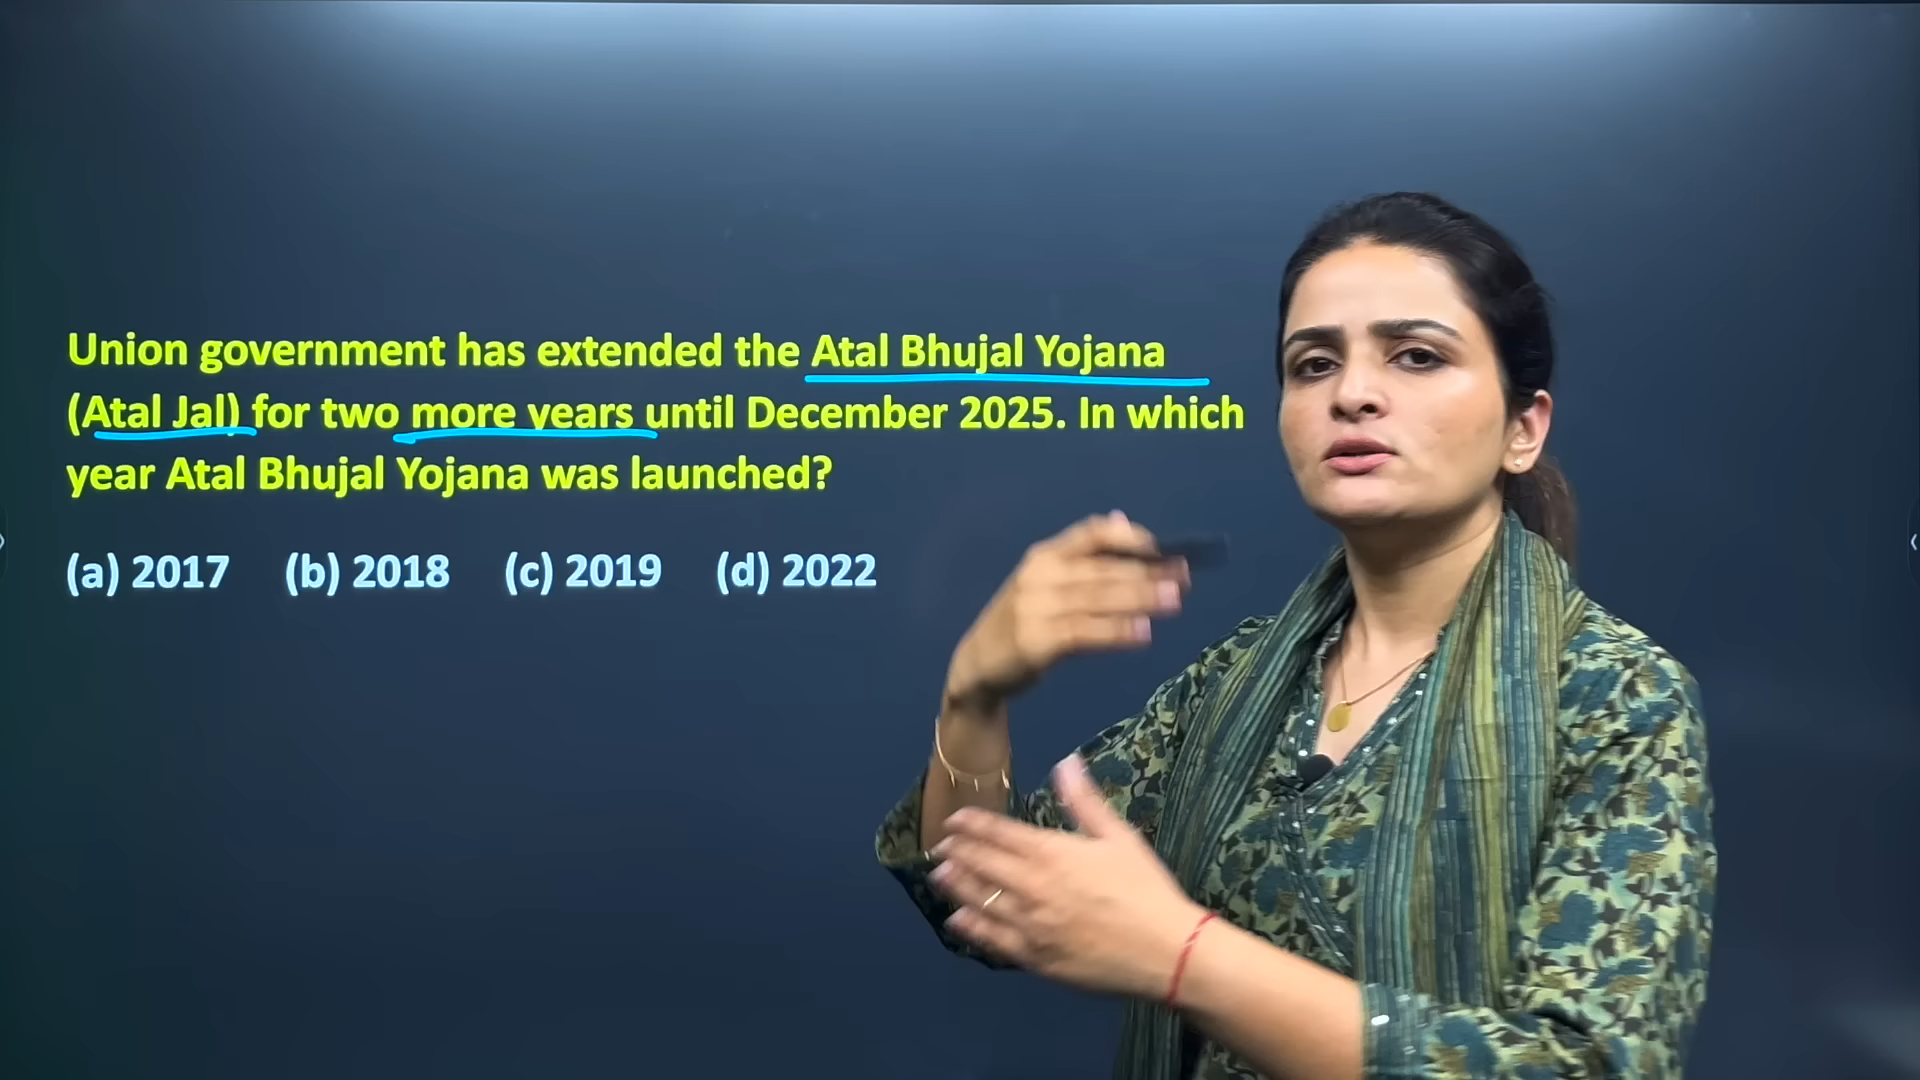 Union government has extended the Atal Bhujal Yojana
(Atal Jal) for two more years until December 2025. In which
year Atal Bhujal Yojana was launched?
(a) 2017 (b) 2018 (c) 2019 (d) 2022